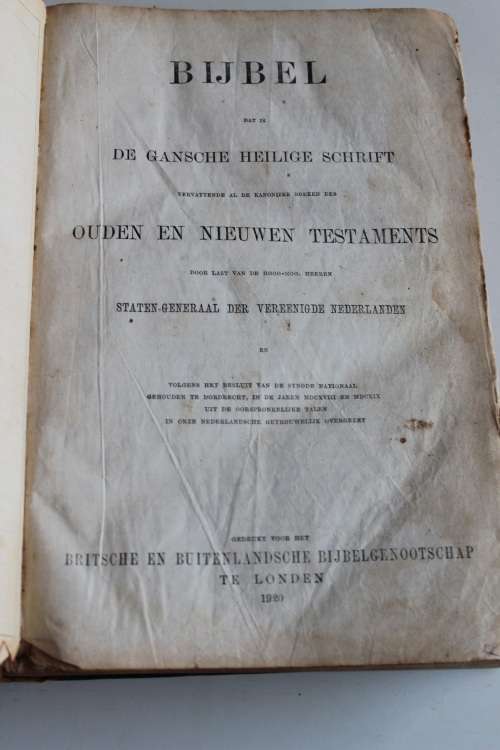 BIJBEL
DAT IS
DE GANSCHE HEILIGE SCHRIFT
VERVATTENDE AL DE KANONIJKE BOEKEN DES
OUDEN EN NIEUWEN TESTAMENTS
DOOR LAST VAN DE HOOG-MOG. HEEREN
STATEN-GENERAAL DER VEREENIGDE NEDERLANDEN
EN
VOLGENS HET BESLUIT VAN DE SYNODE NATIONAAL
GEHOUDEN TE DORDRECHT, IN DE JAREN MDCXVIII EN MDCXIX
UIT DE OORSPRONKELIJKE TALEN
IN ONZE NEDERLANDSCHE GETROUWELIJK OVERGEZET
GEDRUKT VOOR HET
BRITSCHE EN BUITENLANDSCHE BIJBELGENOOTSCHAP
TE LONDEN
1920